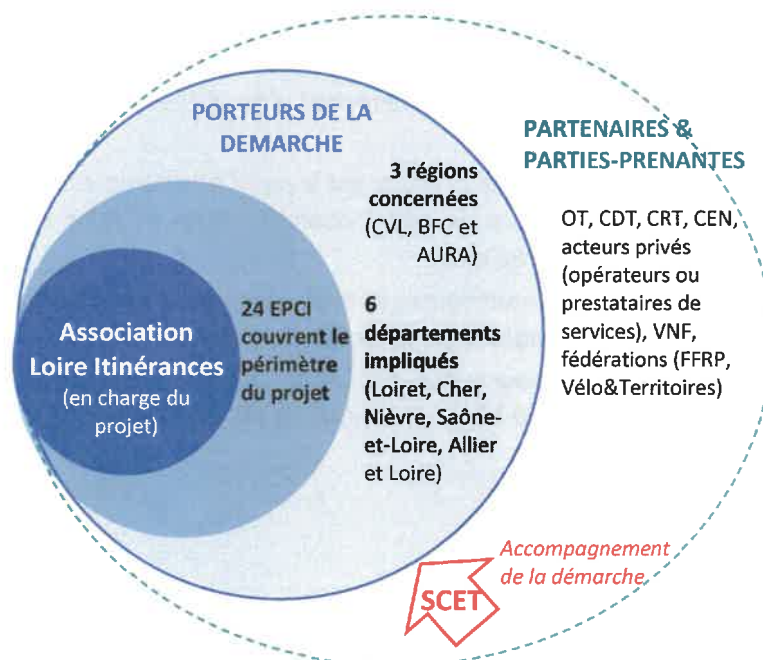 PORTEURS DE LA
DEMARCHE
3 régions
concernées
(CVL, BFC et
AURA)
PARTENAIRES &
PARTIES-PRENANTES
OT, CDT, CRT, CEN,
acteurs privés
(opérateurs ou
prestataires de
services), VNF,
fédérations (FFRP,
Vélo&Territoires)
Association
Loire Itinérances
(en charge du
projet)
24 EPCI
couvrent le
périmètre
du projet
6
départements
impliqués
(Loiret, Cher,
Nièvre, Saône-
et-Loire, Allier
et Loire)
Accompagnement
de la démarche
SCET